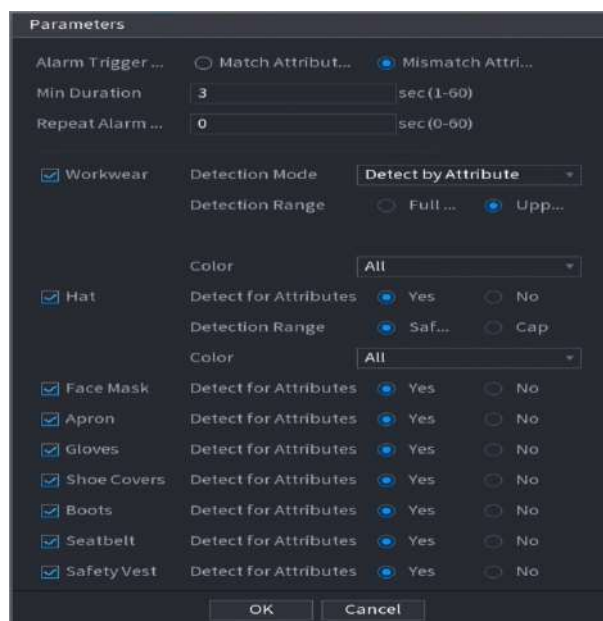 Parameters
Alarm Trigger ... Match Attribut... Mismatch Attri...
Min Duration 3 sec (1-60)
Repeat Alarm ... 0 sec (0-60)
Workwear Detection Mode Detect by Attribute
Detection Range Full ... Upp...
Color All
Hat Detect for Attributes Yes No
Detection Range Saf... Cap
Color All
Face Mask Detect for Attributes Yes No
Apron Detect for Attributes Yes No
Gloves Detect for Attributes Yes No
Shoe Covers Detect for Attributes Yes No
Boots Detect for Attributes Yes No
Seatbelt Detect for Attributes Yes No
Safety Vest Detect for Attributes Yes No
OK Cancel